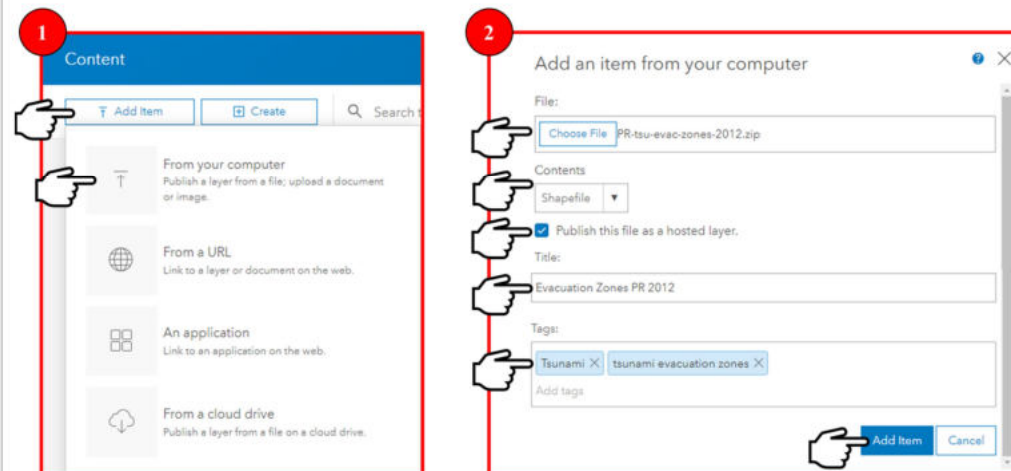 1
Content
Add Item
Create
Search t
From your computer
Publish a layer from a file; upload a document
or image.
From a URL
Link to a layer or document on the web.
An application
Link to an application on the web.
From a cloud drive
Publish a layer from a file on a cloud drive.
2
Add an item from your computer
?
File:
Choose File PR-tsu-evac-zones-2012.zip
Contents
Shapefile
Publish this file as a hosted layer.
Title:
Evacuation Zones PR 2012
Tags:
Tsunami tsunami evacuation zones
Add tags
Add Item Cancel